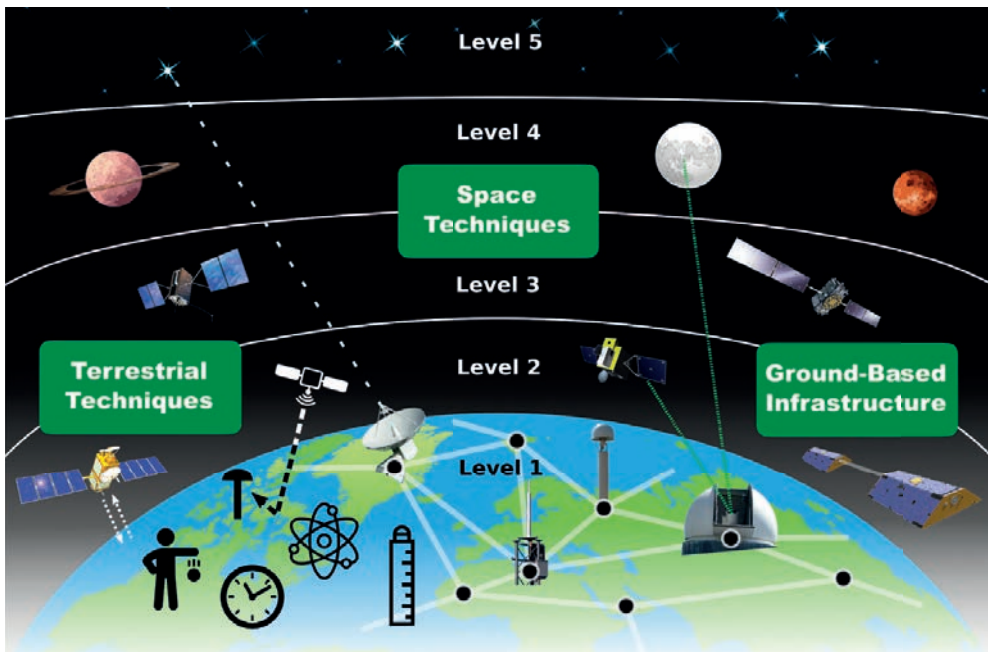 Level 5
Level 4
Space
Techniques
Level 3
Terrestrial
Techniques
Level 2
Ground-Based
Infrastructure
Level 1